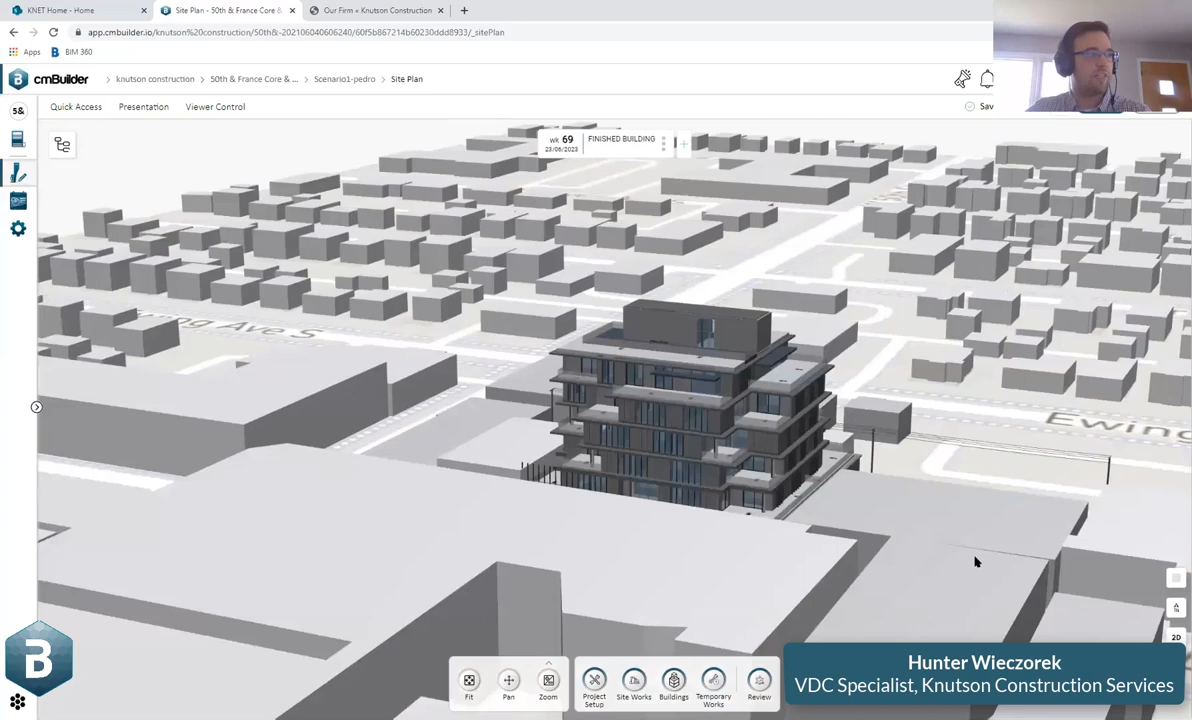 KNET Home - Home
Site Plan - 50th & France Core &
Our Firm « Knutson Construction
app.cmbuilder.io/knutson%20construction/50th&-202106040606240/60f5b867214b60230ddd8933/_sitePlan
Apps
BIM 360
cmBuilder
knutson construction > 50th & France Core & ... > Scenario1-pedro > Site Plan
5&
Quick Access
Presentation
Viewer Control
Sav
wk 69
23/06/2023
FINISHED BUILDING
Ewing Ave S
Ewing
2D
B
Fit
Pan
Zoom
Project Setup
Site Works
Buildings
Temporary Works
Review
Hunter Wieczorek
VDC Specialist, Knutson Construction Services